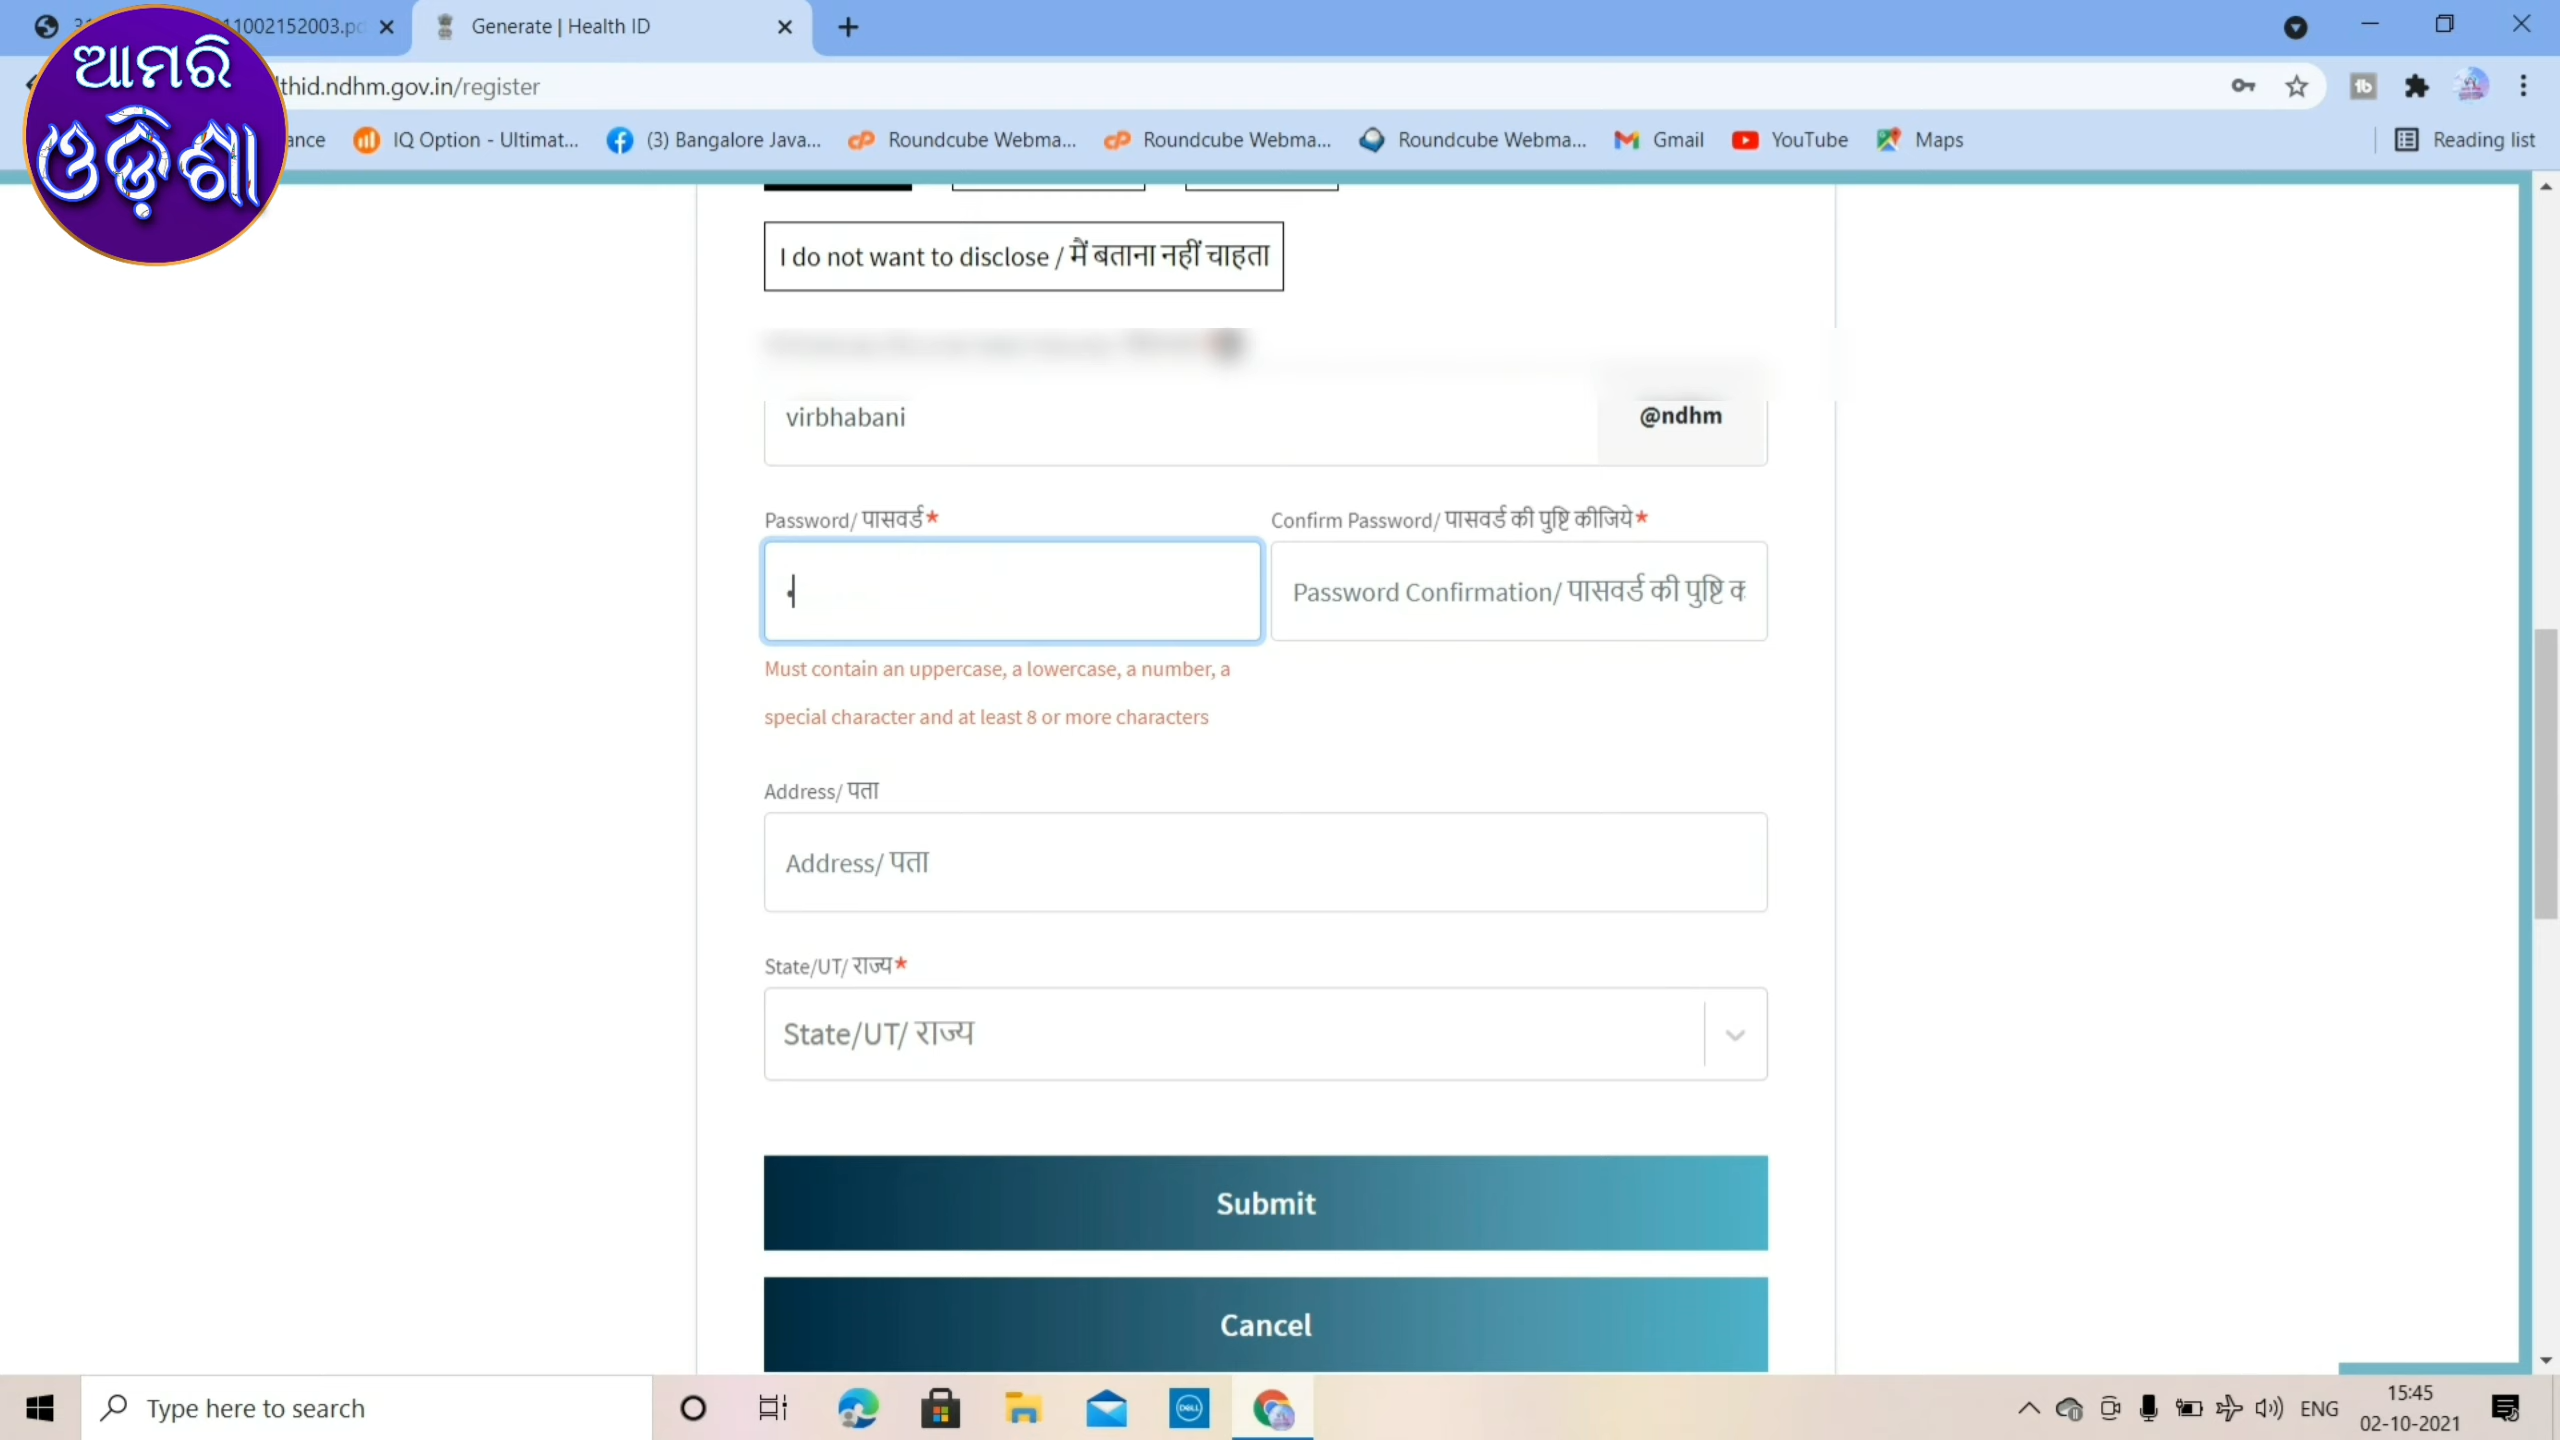 11002152003.pd
Generate | Health ID
ଆମରି
ଓଡ଼ିଶା
thid.ndhm.gov.in/register
ance
IQ Option - Ultimat...
(3) Bangalore Java...
Roundcube Webma...
Roundcube Webma...
Roundcube Webma...
Gmail
YouTube
Maps
Reading list
I do not want to disclose / मैं बताना नहीं चाहता
virbhabani
@ndhm
Password/ पासवर्ड*
Confirm Password/ पासवर्ड की पुष्टि कीजिये*
Password Confirmation/ पासवर्ड की पुष्टि क
Must contain an uppercase, a lowercase, a number, a
special character and at least 8 or more characters
Address/ पता
Address/ पता
State/UT/ राज्य*
State/UT/ राज्य
Submit
Cancel
Type here to search
DELL
ENG
15:45
02-10-2021